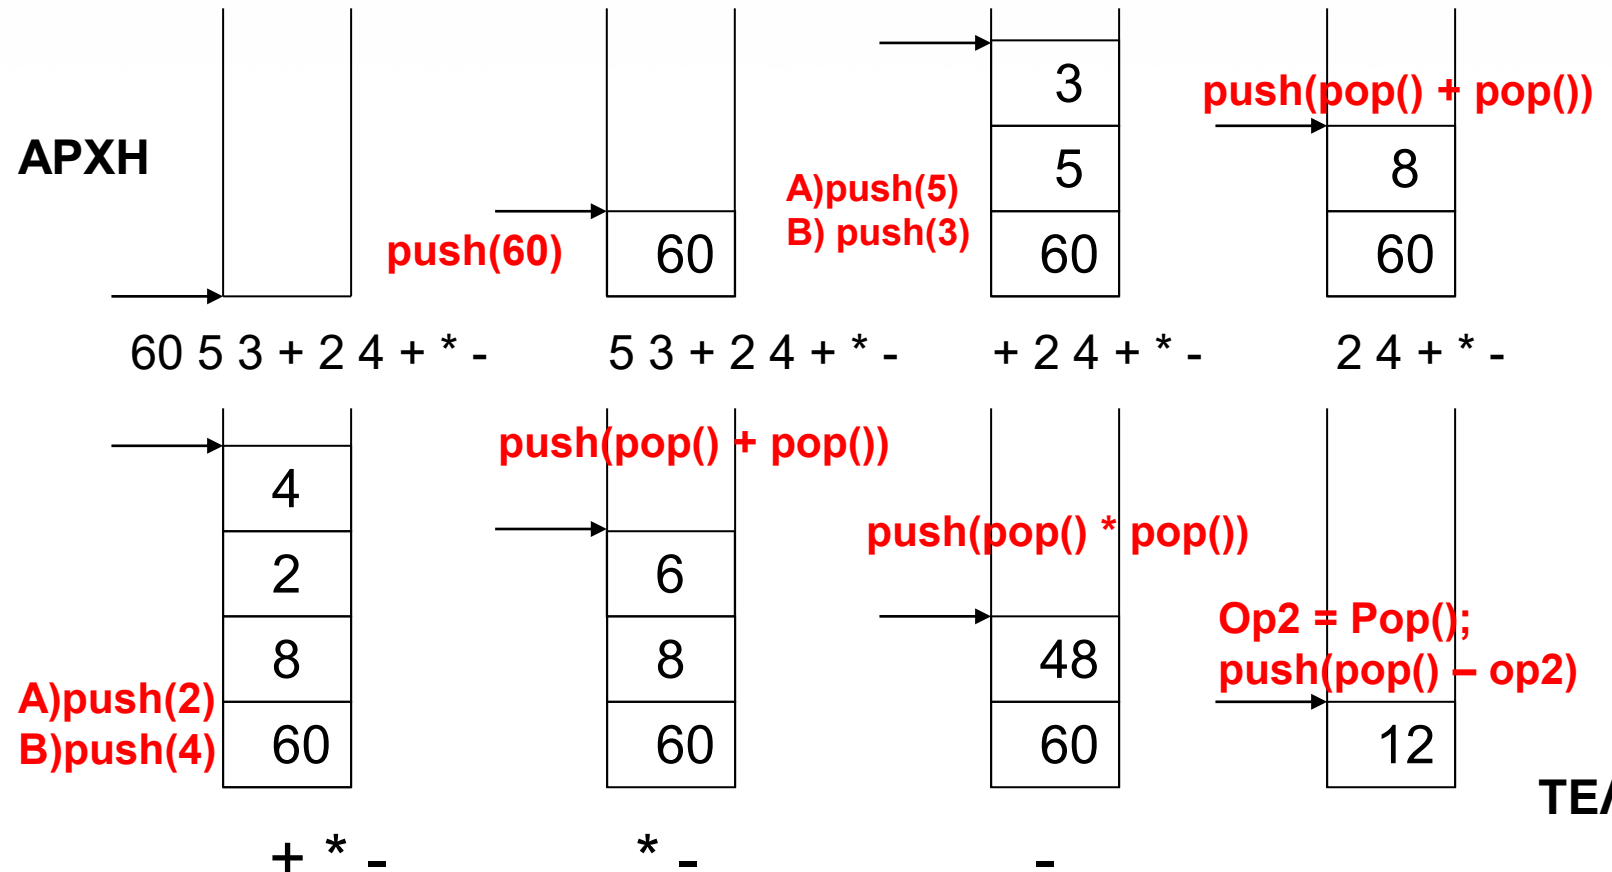 ΑΡΧΗ
push(60)
60
A)push(5)
B) push(3)
3
5
60
push(pop() + pop())
8
60
60 5 3 + 2 4 + * -
5 3 + 2 4 + * -
+ 2 4 + * -
2 4 + * -
A)push(2)
B)push(4)
4
2
8
60
push(pop() + pop())
6
8
60
push(pop() * pop())
48
60
Op2 = Pop();
push(pop() – op2)
12
+ * -
* -
-